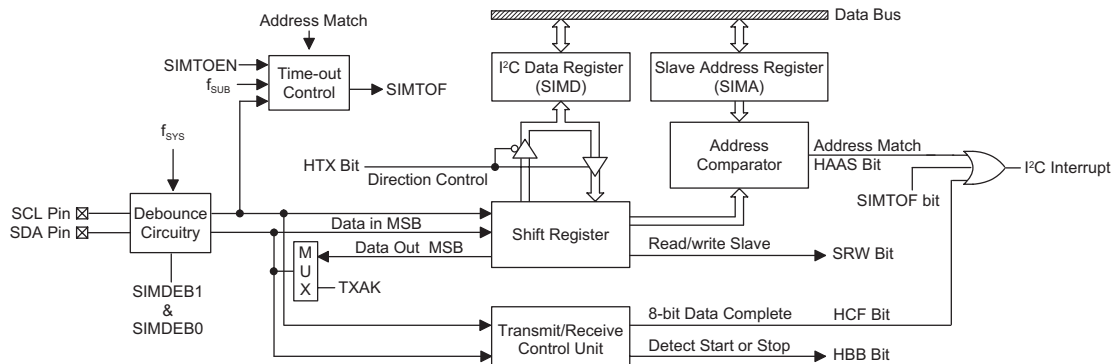 Data Bus
Address Match
SIMTOEN
fSUB
Time-out
Control
SIMTOF
I²C Data Register
(SIMD)
Slave Address Register
(SIMA)
fSYS
HTX Bit
Direction Control
Address
Comparator
Address Match
HAAS Bit
I²C Interrupt
SIMTOF bit
SCL Pin
SDA Pin
Debounce
Circuitry
Data in MSB
Shift Register
Data Out MSB
Read/write Slave
SRW Bit
M
U
X
TXAK
SIMDEB1
&
SIMDEB0
Transmit/Receive
Control Unit
8-bit Data Complete
HCF Bit
Detect Start or Stop
HBB Bit